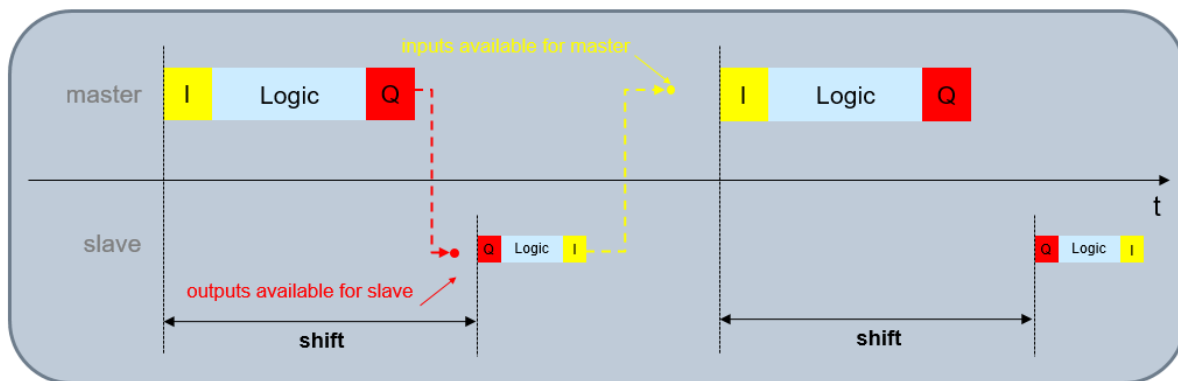 inputs available for master
master
I
Logic
Q
I
Logic
Q
t
slave
Q
Logic
I
Q
Logic
I
outputs available for slave
shift
shift